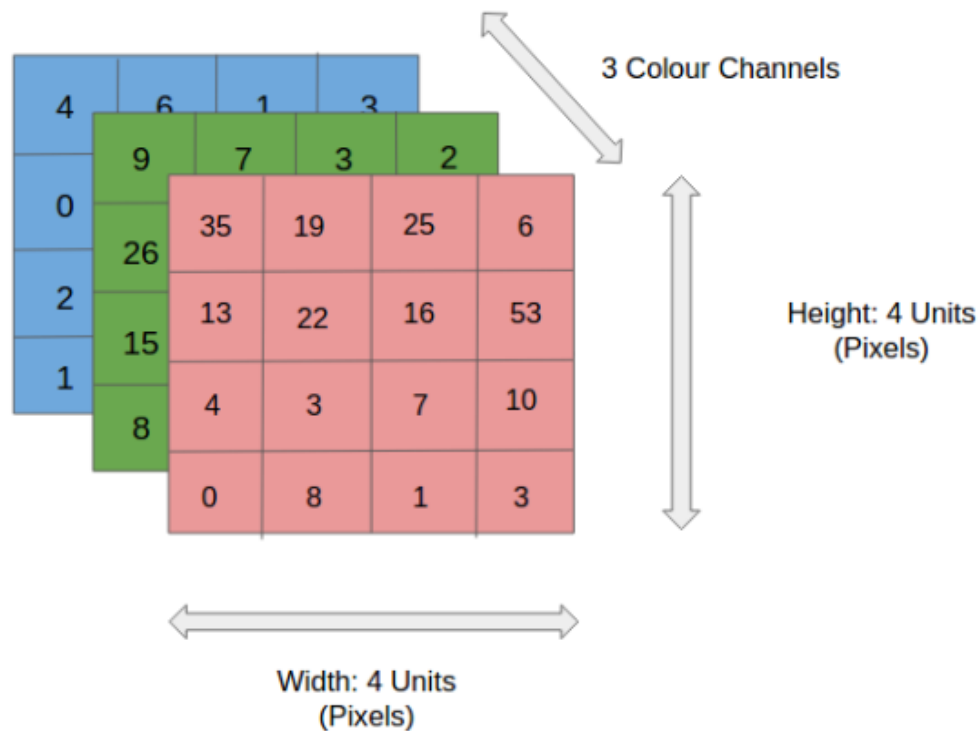 3 Colour Channels
4 6 1 3
9 7 3 2
0
35 19 25 6
26
2
13 22 16 53
Height: 4 Units
(Pixels)
15
1
4 3 7 10
8
0 8 1 3
Width: 4 Units
(Pixels)